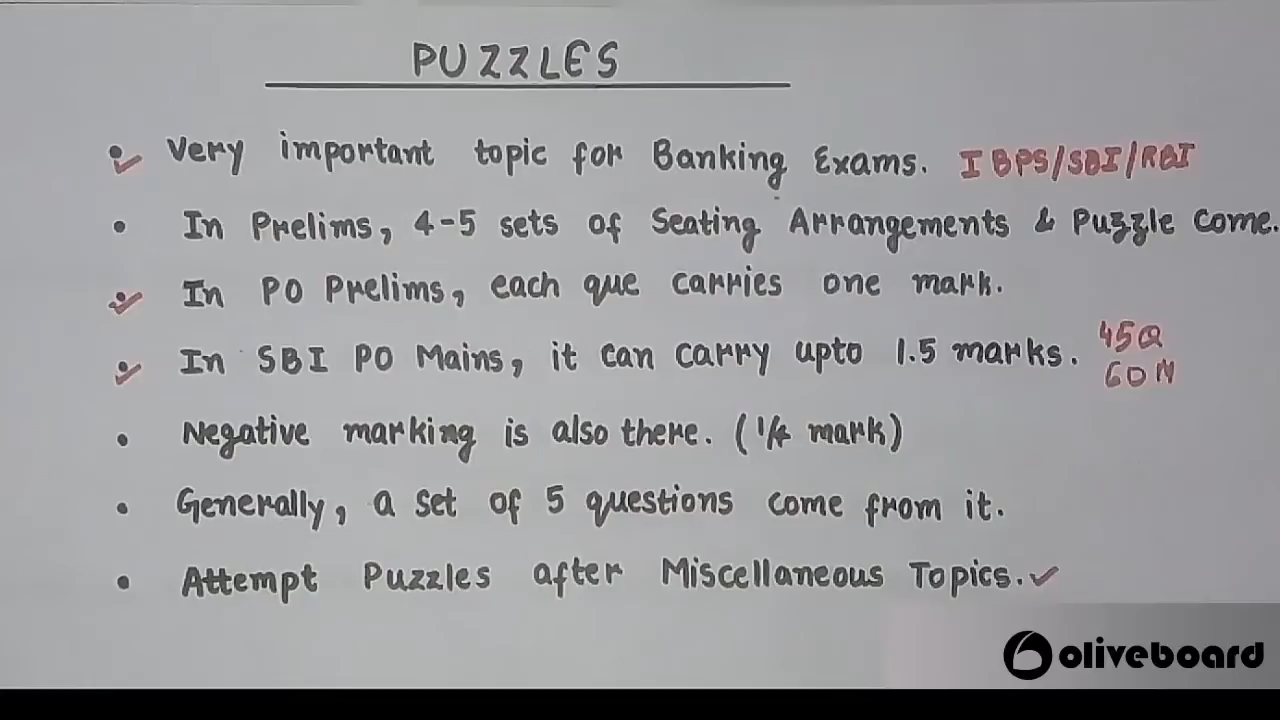 PUZZLES
• Very important topic for Banking Exams. IBPS/SBI/RBI
• In Prelims, 4-5 sets of Seating Arrangements & Puzzle Come.
• In PO Prelims, each que carries one mark.
• In SBI PO Mains, it can carry upto 1.5 marks. 45Q
60M
• Negative marking is also there. (1/4 mark)
• Generally, a set of 5 questions come from it.
• Attempt Puzzles after Miscellaneous Topics.
oliveboard